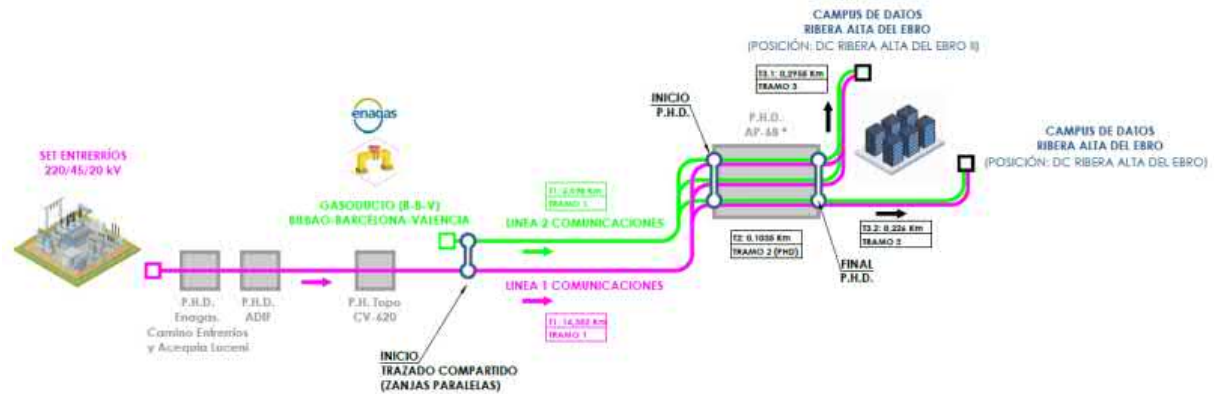 CAMPUS DE DATOS
RIBERA ALTA DEL EBRO
(POSICIÓN: DC RIBERA ALTA DEL EBRO II)
T3.1: 0,2955 Km
TRAMO 3
INICIO
P.H.D.
P.H.D.
AP-68 *
enagas
CAMPUS DE DATOS
RIBERA ALTA DEL EBRO
(POSICIÓN: DC RIBERA ALTA DEL EBRO)
SET ENTRERRÍOS
220/45/20 kV
GASODUCTO (B-B-V)
BILBAO-BARCELONA-VALENCIA
TRAMO 1
LINEA 2 COMUNICACIONES
T2: 0,1035 Km
TRAMO 2 (PHD)
T3.2: 0,226 Km
TRAMO 3
FINAL
P.H.D.
LINEA 1 COMUNICACIONES
P.H.D.
Enagas.
Camino Entrerríos
y Acequia Luceni
P.H.D.
ADIF
P.H. Topo
CV-620
TRAMO 1
INICIO
TRAZADO COMPARTIDO
(ZANJAS PARALELAS)